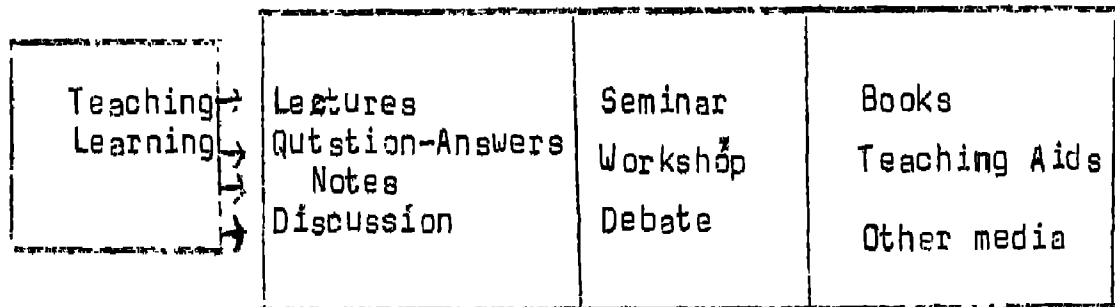 Teaching
Learning
Lectures
Qutstion-Answers
Notes
Discussion
Seminar
Workshop
Debate
Books
Teaching Aids
Other media